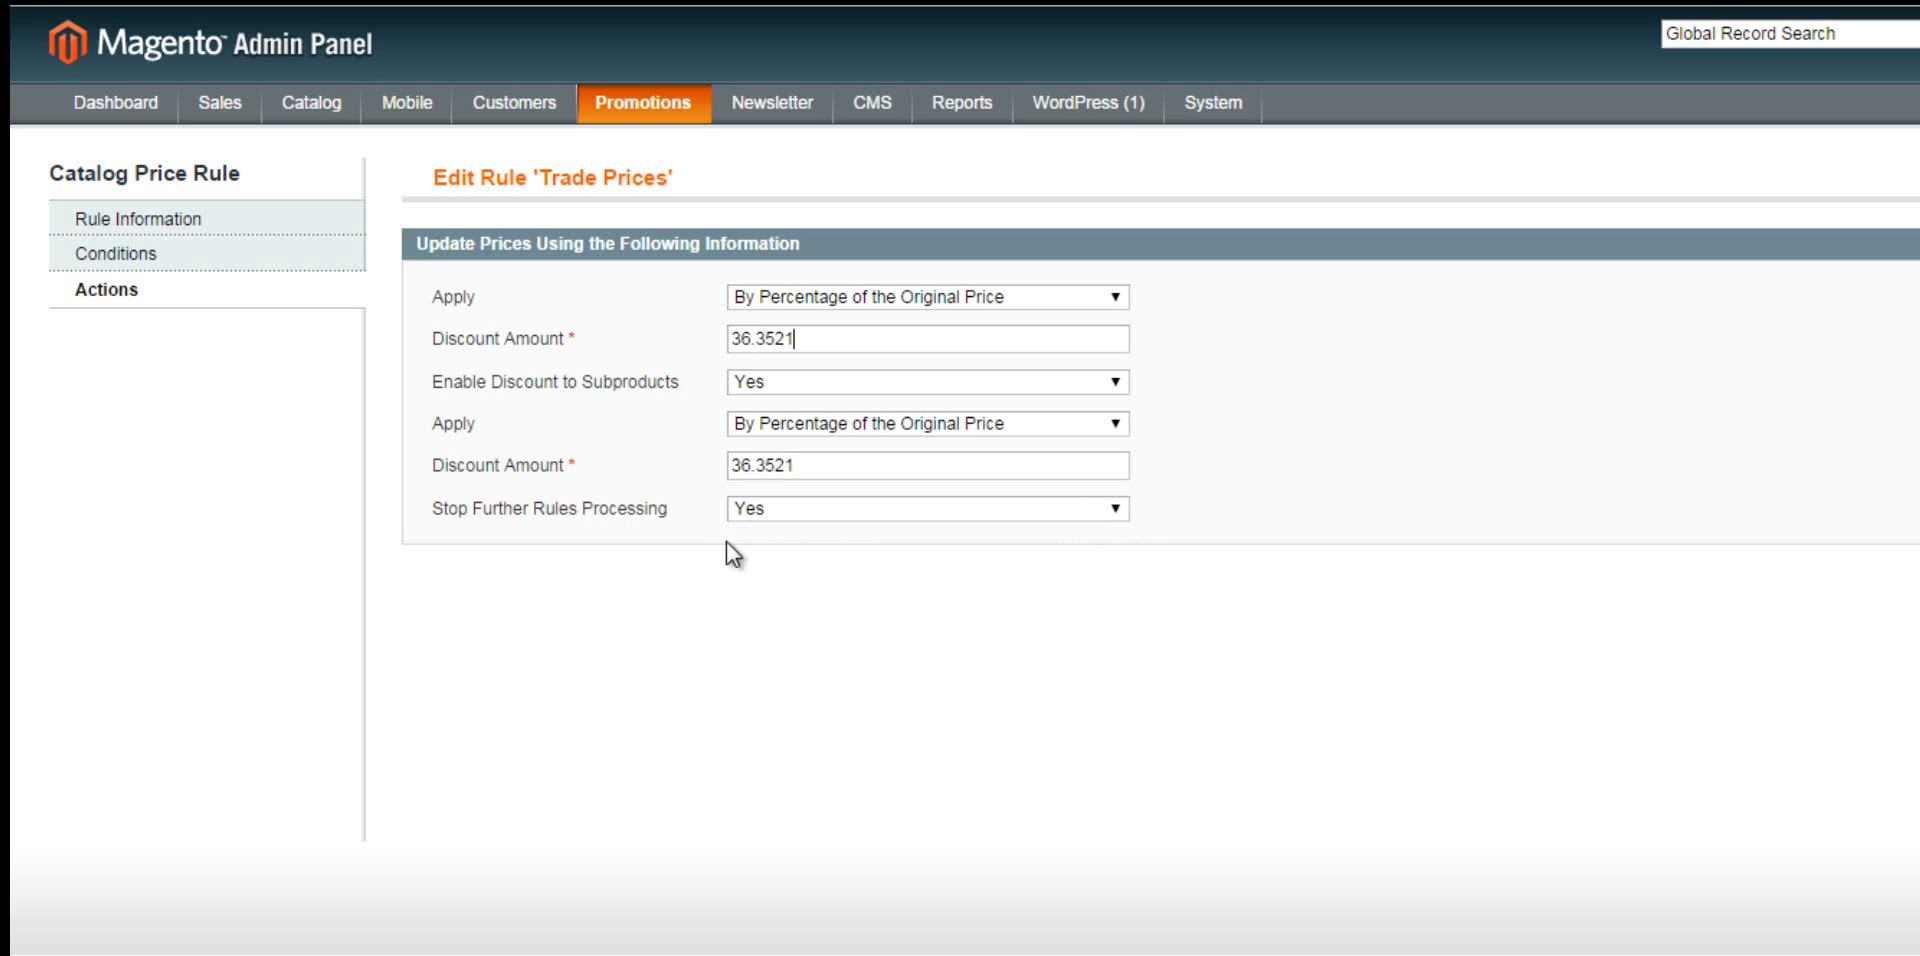 Magento™ Admin Panel
Global Record Search
Dashboard Sales Catalog Mobile Customers Promotions Newsletter CMS Reports WordPress (1) System
Catalog Price Rule
Rule Information
Conditions
Actions
Edit Rule 'Trade Prices'
Update Prices Using the Following Information
Apply By Percentage of the Original Price
Discount Amount * 36.3521
Enable Discount to Subproducts Yes
Apply By Percentage of the Original Price
Discount Amount * 36.3521
Stop Further Rules Processing Yes